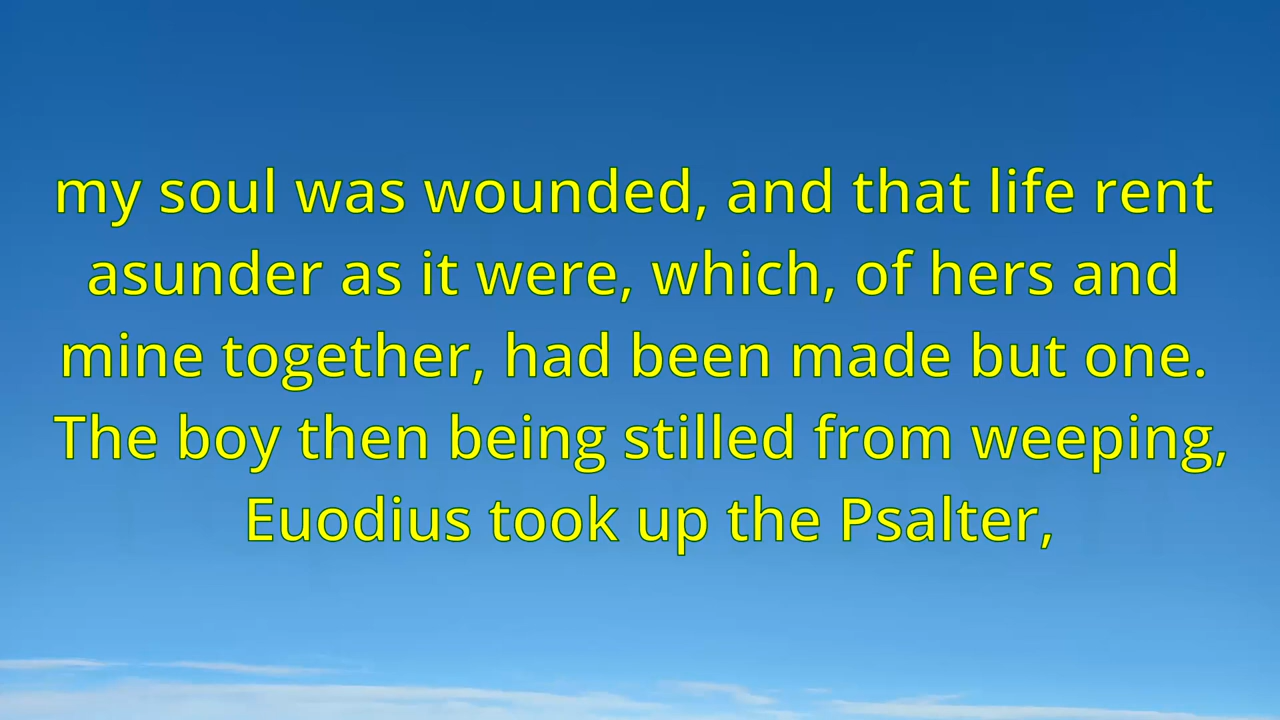 my soul was wounded, and that life rent
asunder as it were, which, of hers and
mine together, had been made but one.
The boy then being stilled from weeping,
Euodius took up the Psalter,